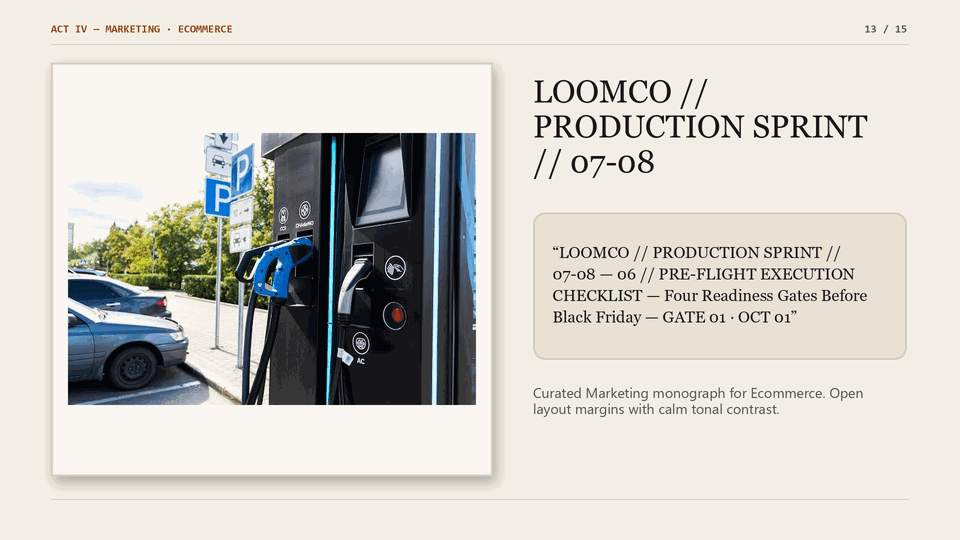 ACT IV — MARKETING · ECOMMERCE
13 / 15
P
P
CCS
CHAdeMO
AC
LOOMCO //
PRODUCTION SPRINT
// 07-08
“LOOMCO // PRODUCTION SPRINT //
07-08 — 06 // PRE-FLIGHT EXECUTION
CHECKLIST — Four Readiness Gates Before
Black Friday — GATE 01 · OCT 01”
Curated Marketing monograph for Ecommerce. Open
layout margins with calm tonal contrast.